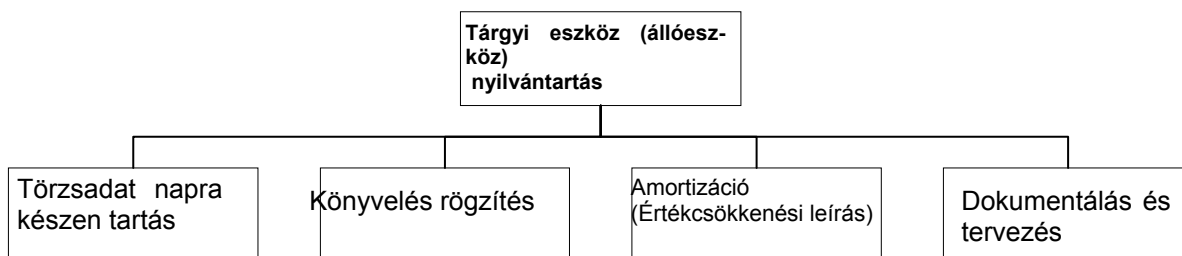 Tárgyi eszköz (állóesz-
köz)
nyilvántartás
Törzsadat napra
készen tartás
Könyvelés rögzítés
Amortizáció
(Értékcsökkenési leírás)
Dokumentálás és
tervezés